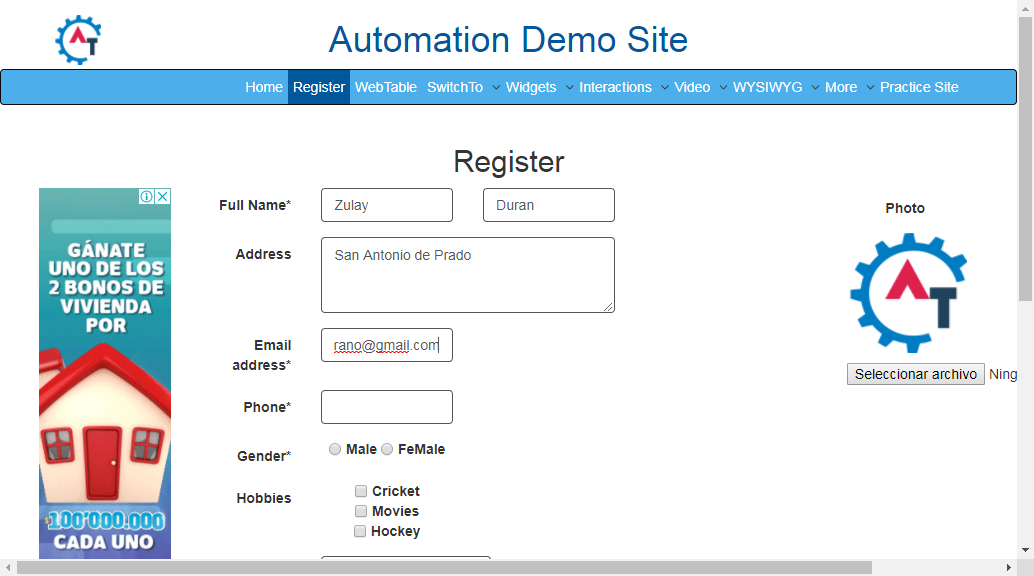 AT
Automation Demo Site
Home Register WebTable SwitchTo Widgets Interactions Video WYSIWYG More Practice Site
Register
GÁNATE
UNO DE LOS
2 BONOS DE
VIVIENDA
POR
$100'000.000
CADA UNO
Full Name* Zulay Duran
Address San Antonio de Prado
Email
address* rano@gmail.com
Phone*
Gender* Male FeMale
Hobbies Cricket
Movies
Hockey
Photo
AT
Seleccionar archivo Ning